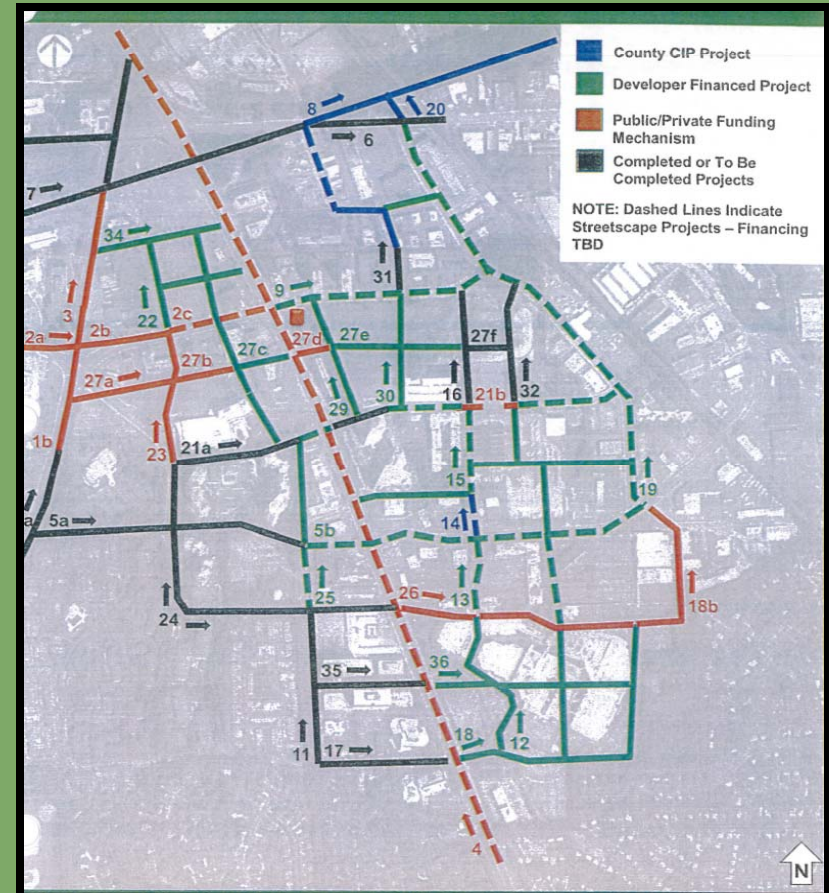 County CIP Project
Developer Financed Project
Public/Private Funding
Mechanism
Completed or To Be
Completed Projects
NOTE: Dashed Lines Indicate
Streetscape Projects – Financing
TBD
8
20
6
7
34
31
9
3
22
2c
2a
2b
27d
27e
27f
27b
27c
27a
16
21b
32
29
30
1b
23
21a
15
19
5a
14
5b
a
26
13
25
18b
24
36
35
18
12
11
17
4
N